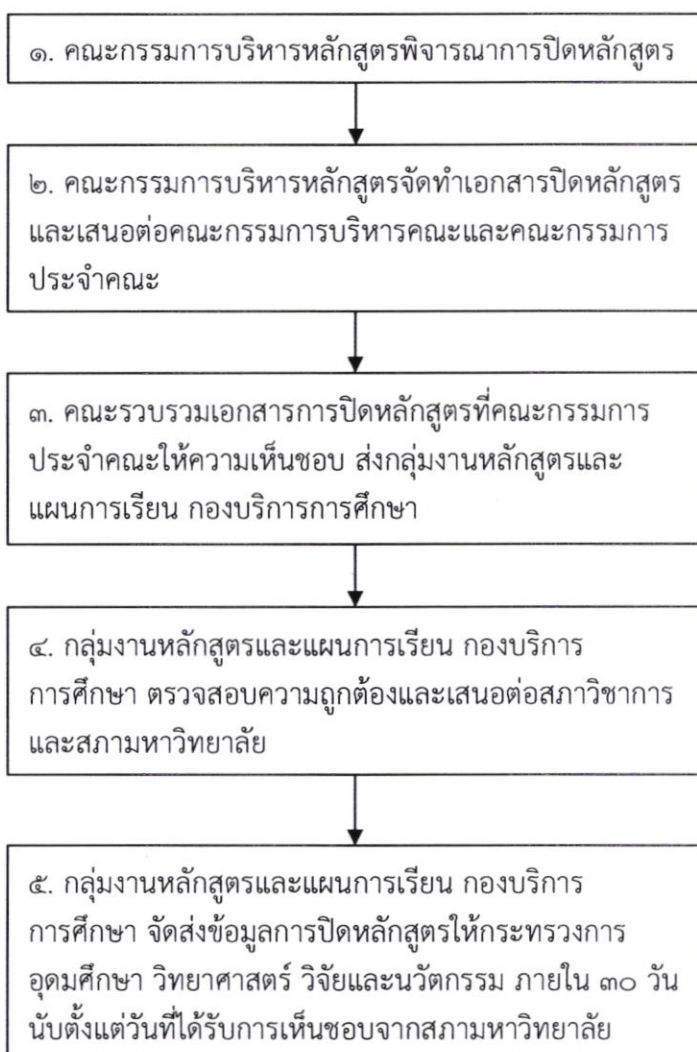 ๑. คณะกรรมการบริหารหลักสูตรพิจารณาการปิดหลักสูตร
๒. คณะกรรมการบริหารหลักสูตรจัดทำเอกสารปิดหลักสูตร
และเสนอต่อคณะกรรมการบริหารคณะและคณะกรรมการ
ประจำคณะ
๓. คณะรวบรวมเอกสารการปิดหลักสูตรที่คณะกรรมการ
ประจำคณะให้ความเห็นชอบ ส่งกลุ่มงานหลักสูตรและ
แผนการเรียน กองบริการการศึกษา
๔. กลุ่มงานหลักสูตรและแผนการเรียน กองบริการ
การศึกษา ตรวจสอบความถูกต้องและเสนอต่อสภาวิชาการ
และสภามหาวิทยาลัย
๕. กลุ่มงานหลักสูตรและแผนการเรียน กองบริการ
การศึกษา จัดส่งข้อมูลการปิดหลักสูตรให้กระทรวงการ
อุดมศึกษา วิทยาศาสตร์ วิจัยและนวัตกรรม ภายใน ๓๐ วัน
นับตั้งแต่วันที่ได้รับการเห็นชอบจากสภามหาวิทยาลัย